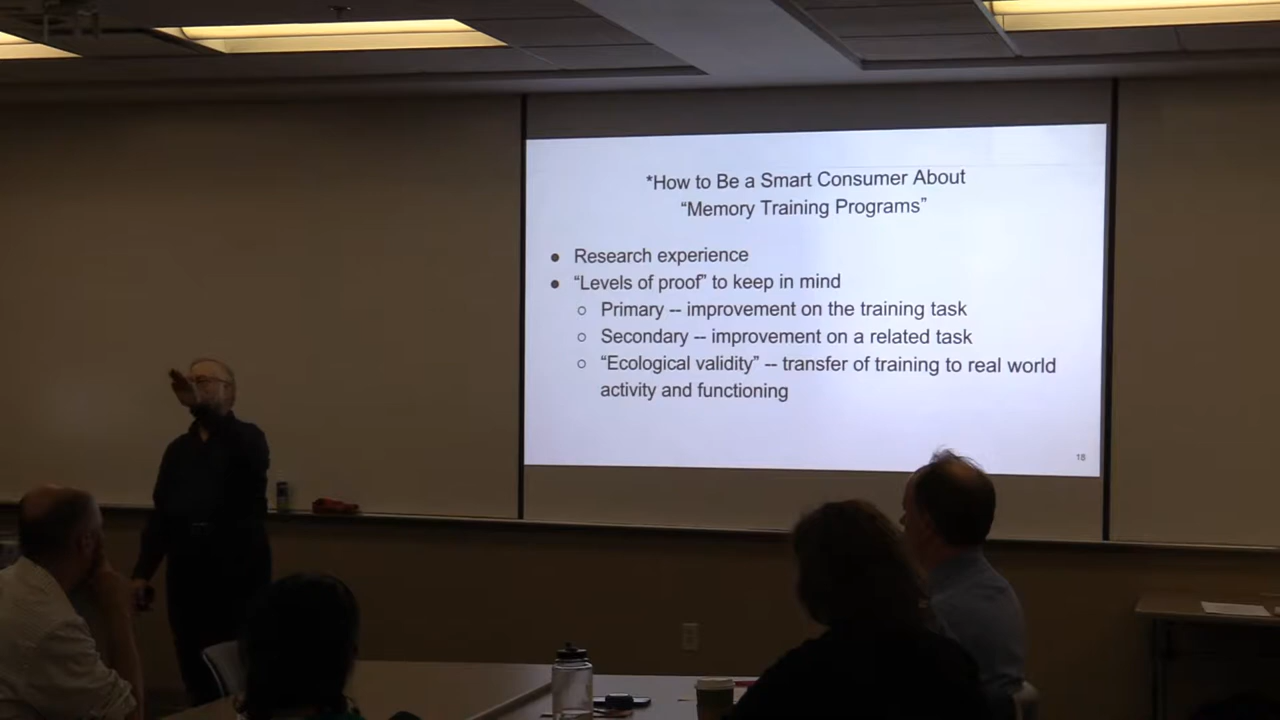 *How to Be a Smart Consumer About
“Memory Training Programs”
● Research experience
● “Levels of proof” to keep in mind
○ Primary -- improvement on the training task
○ Secondary -- improvement on a related task
○ “Ecological validity” -- transfer of training to real world
activity and functioning
18